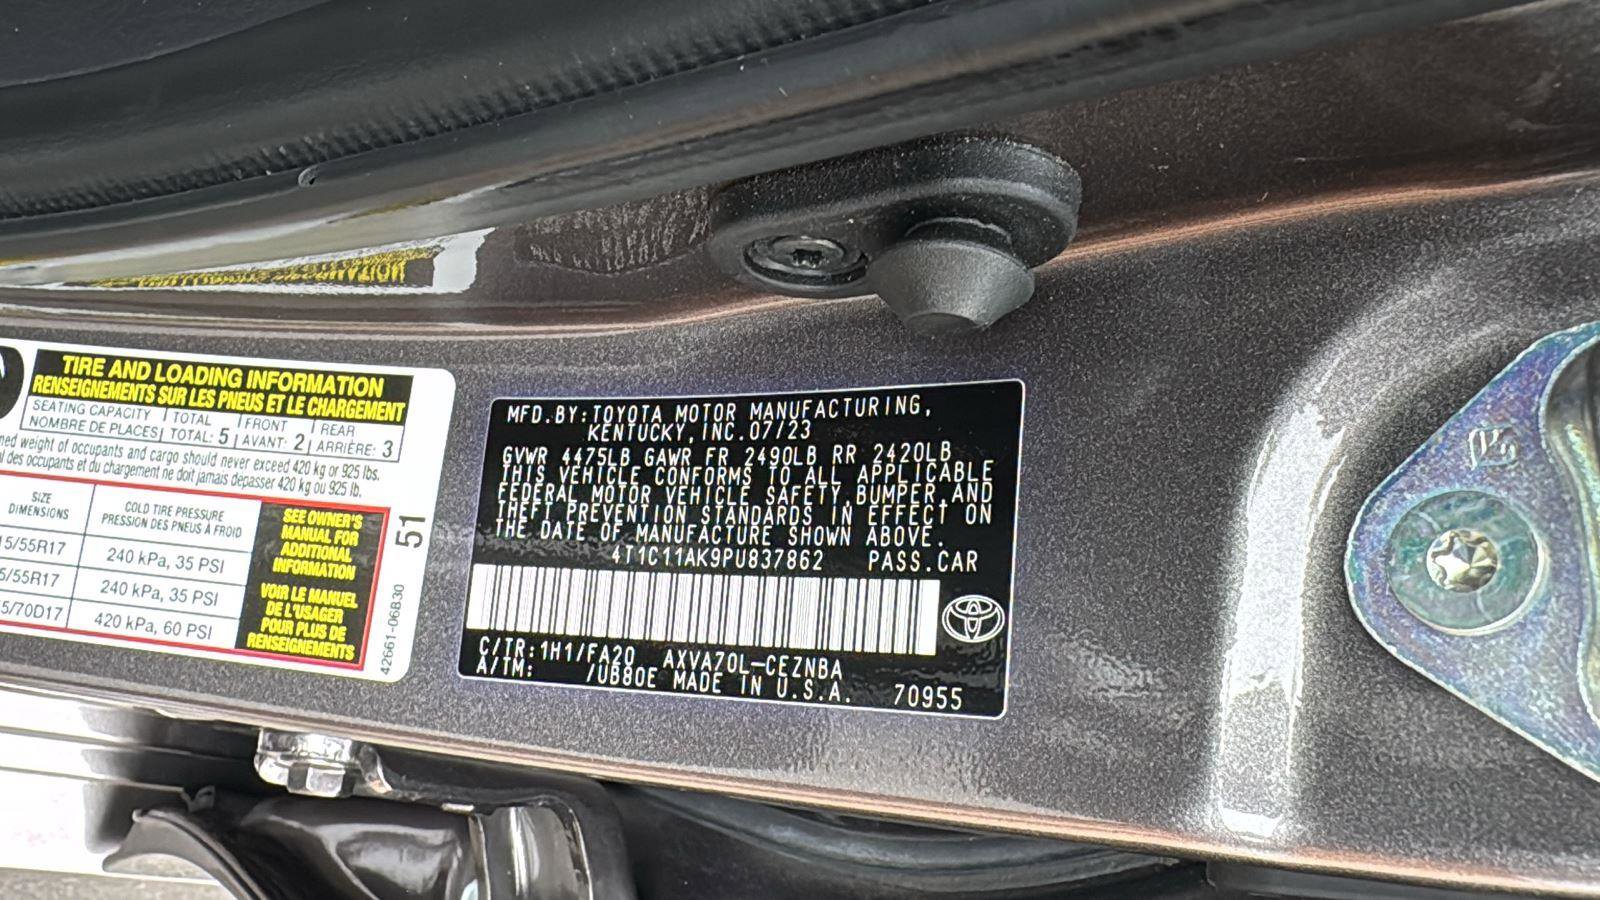 TIRE AND LOADING INFORMATION
RENSEIGNEMENTS SUR LES PNEUS ET LE CHARGEMENT
SEATING CAPACITY TOTAL FRONT REAR
NOMBRE DE PLACES TOTAL: 5 AVANT: 2 ARRIÈRE: 3
weight of occupants and cargo should never exceed 420 kg or 925 lbs.
des occupants et du chargement ne doit jamais dépasser 420 kg ou 925 lb.
SIZE
DIMENSIONS
COLD TIRE PRESSURE
PRESSION DES PNEUS À FROID
15/55R17 240 kPa, 35 PSI
5/55R17 240 kPa, 35 PSI
5/70D17 420 kPa, 60 PSI
SEE OWNER'S
MANUAL FOR
ADDITIONAL
INFORMATION
VOIR LE MANUEL
DE L'USAGER
POUR PLUS DE
RENSEIGNEMENTS
51
42661-06B30
MFD.BY:TOYOTA MOTOR MANUFACTURING,
KENTUCKY,INC.07/23
GVWR 4475LB GAWR FR 2490LB RR 2420LB
THIS VEHICLE CONFORMS TO ALL APPLICABLE
FEDERAL MOTOR VEHICLE SAFETY,BUMPER,AND
THEFT PREVENTION STANDARDS IN EFFECT ON
THE DATE OF MANUFACTURE SHOWN ABOVE.
4T1C11AK9PU837862 PASS.CAR
C/TR:1H1/FA20 AXVA70L-CEZNBA
A/TM: /UB80E MADE IN U.S.A. 70955